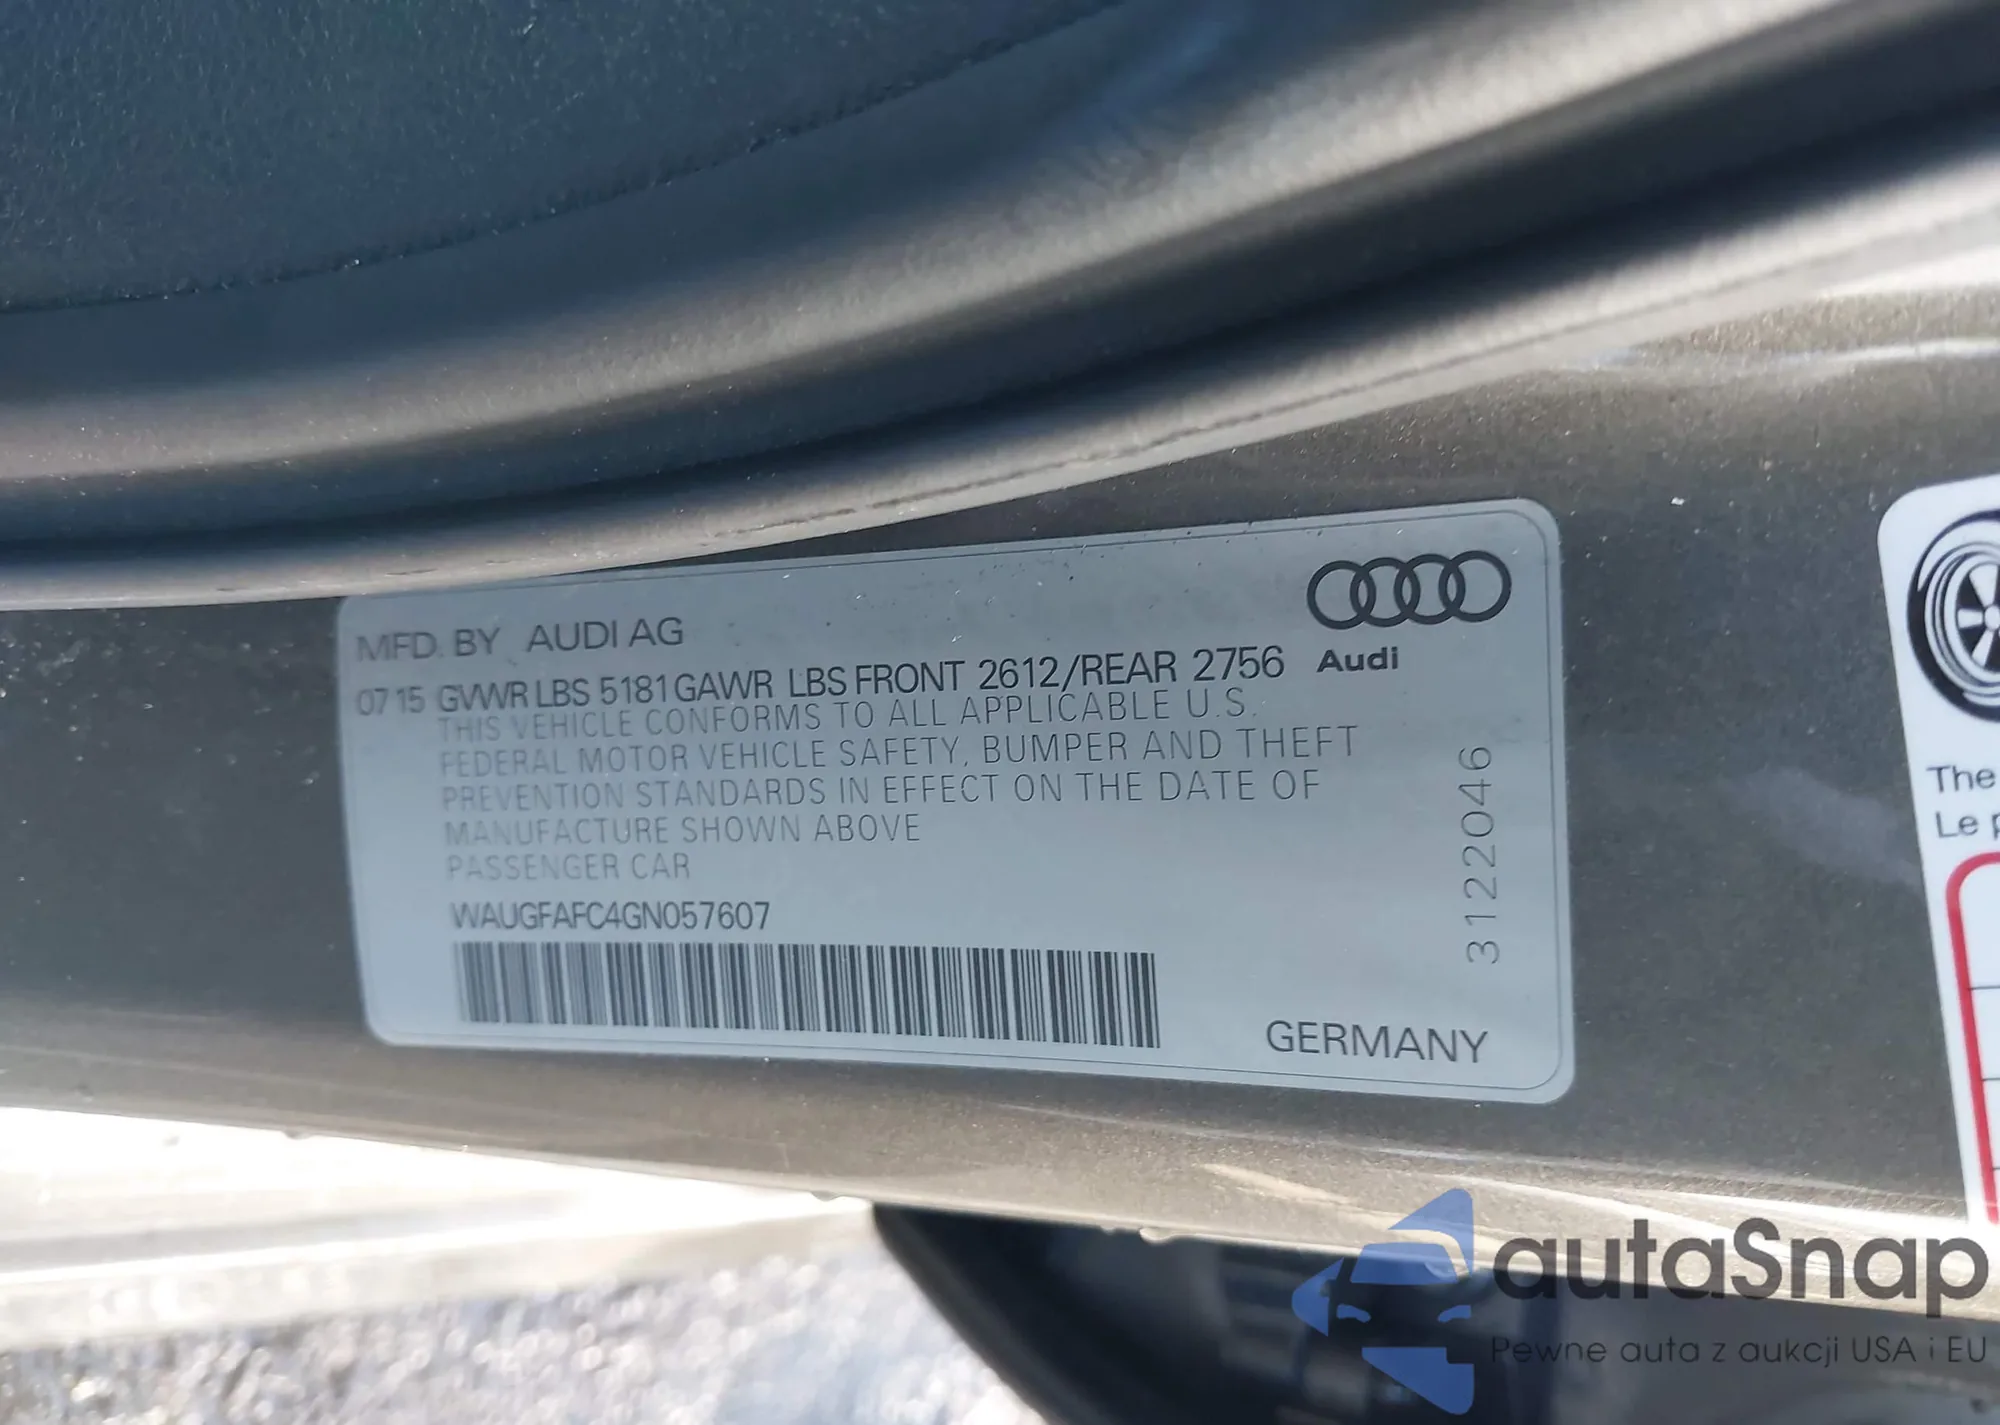 MFD. BY AUDI AG
Audi
07 15 GVWR LBS 5181 GAWR LBS FRONT 2612/REAR 2756
THIS VEHICLE CONFORMS TO ALL APPLICABLE U.S.
FEDERAL MOTOR VEHICLE SAFETY, BUMPER AND THEFT
PREVENTION STANDARDS IN EFFECT ON THE DATE OF
MANUFACTURE SHOWN ABOVE
PASSENGER CAR
WAUGFAFC4GN057607
3122046
GERMANY
The
Le
autaSnap
Pewne auta z aukcji USA i EU